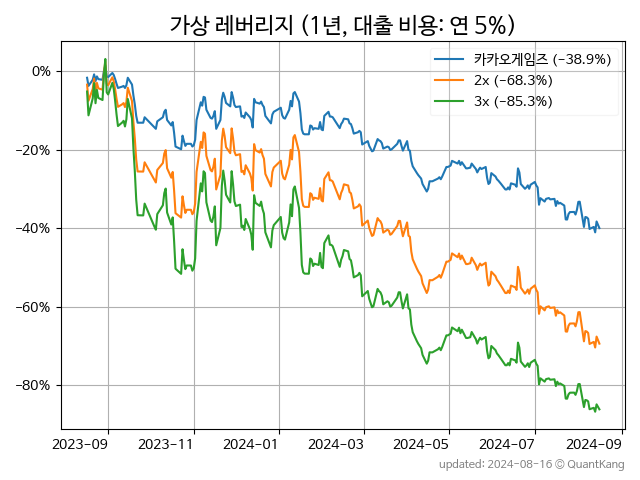 가상 레버리지 (1년, 대출 비용: 연 5%)
카카오게임즈 (−38.9%)
2x (−68.3%)
3x (−85.3%)
0%
−20%
−40%
−60%
−80%
2023-09 2023-11 2024-01 2024-03 2024-05 2024-07 2024-09
updated: 2024-08-16 © QuantKang